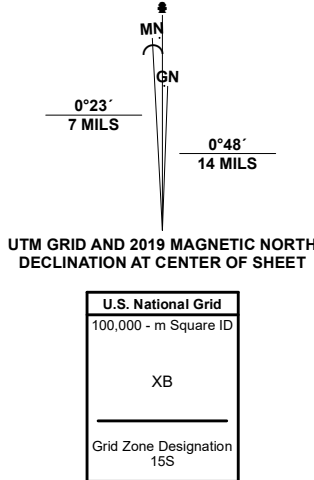 MN
GN
0°23´
7 MILS
0°48´
14 MILS
UTM GRID AND 2019 MAGNETIC NORTH
DECLINATION AT CENTER OF SHEET
U.S. National Grid
100,000 - m Square ID
XB
Grid Zone Designation
15S